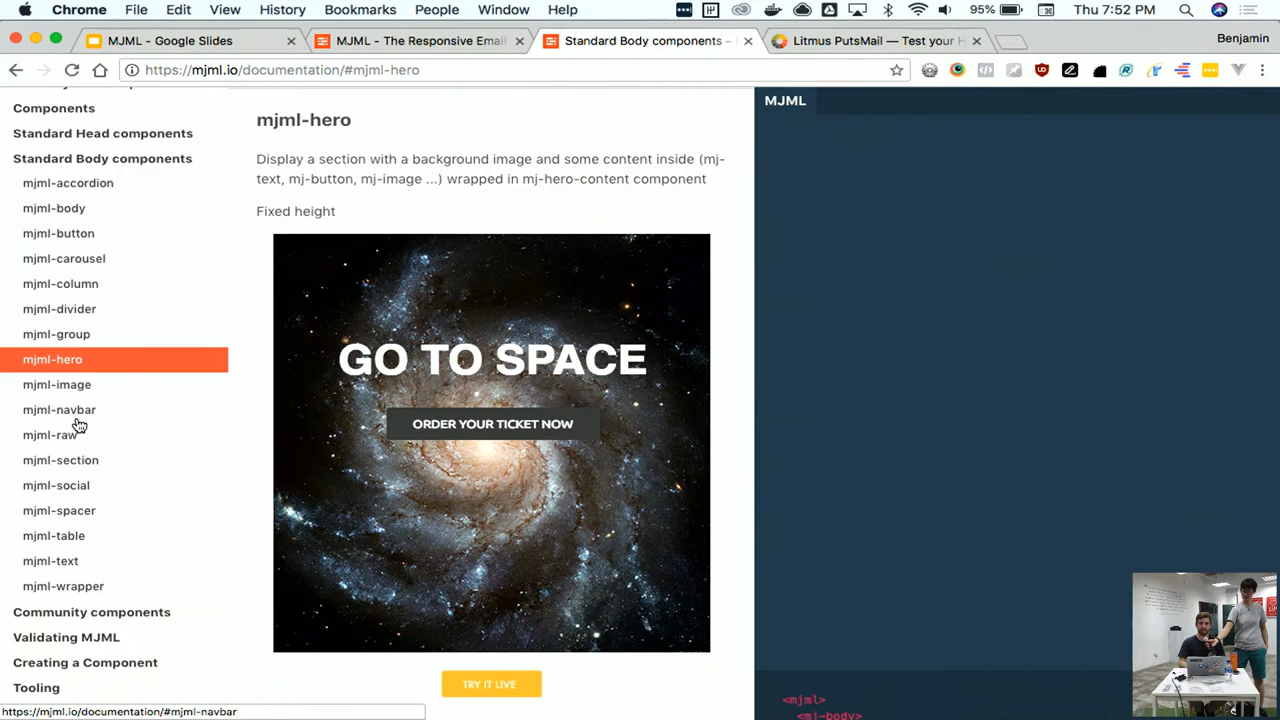 Chrome File Edit View History Bookmarks People Window Help 95% Thu 7:52 PM
MJML - Google Slides
MJML - The Responsive Email
Standard Body components –
Litmus PutsMail — Test your H
Benjamin
https://mjml.io/documentation/#mjml-hero
Components
Standard Head components
Standard Body components
mjml-accordion
mjml-body
mjml-button
mjml-carousel
mjml-column
mjml-divider
mjml-group
mjml-hero
mjml-image
mjml-navbar
mjml-raw
mjml-section
mjml-social
mjml-spacer
mjml-table
mjml-text
mjml-wrapper
Community components
Validating MJML
Creating a Component
Tooling
https://mjml.io/documentation/#mjml-navbar
mjml-hero
Display a section with a background image and some content inside (mj-
text, mj-button, mj-image ...) wrapped in mj-hero-content component
Fixed height
GO TO SPACE
ORDER YOUR TICKET NOW
TRY IT LIVE
MJML
<mjml>
<mj-body>